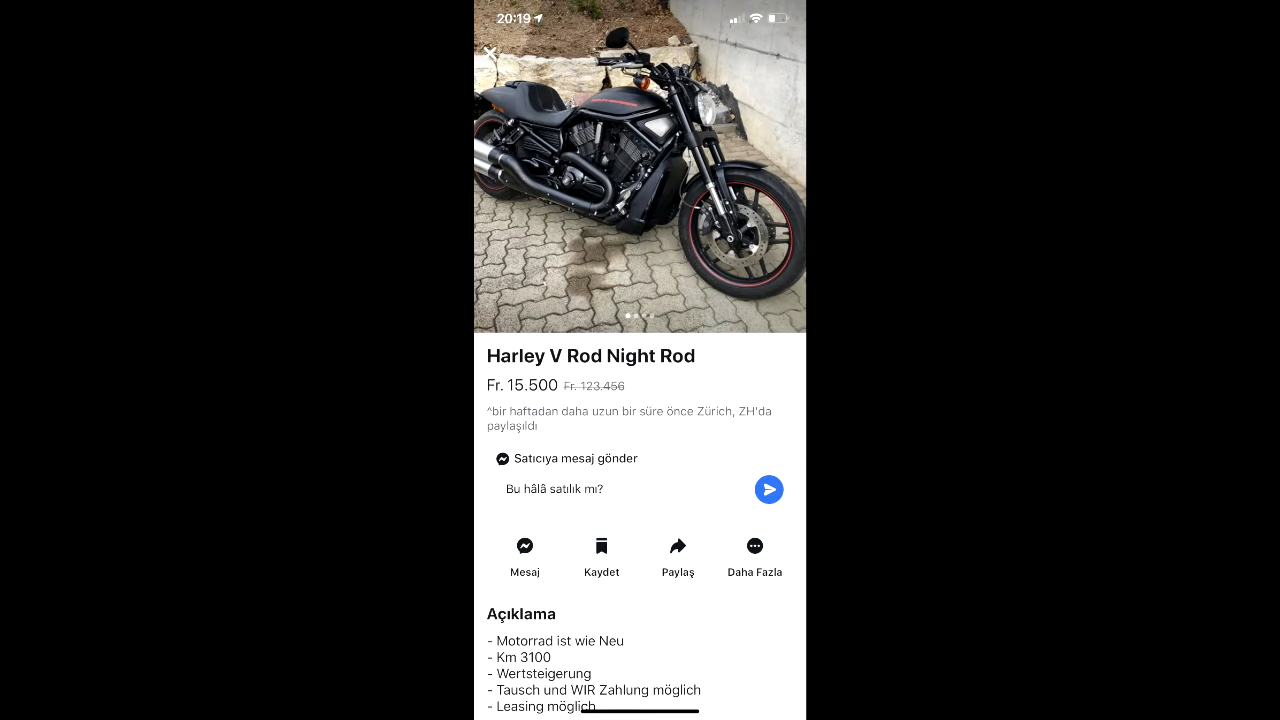 20:19
Harley V Rod Night Rod
Fr. 15.500 Fr. 123.456
^bir haftadan daha uzun bir süre önce Zürich, ZH'da
paylaşıldı
Satıcıya mesaj gönder
Bu hâlâ satılık mı?
Mesaj Kaydet Paylaş Daha Fazla
Açıklama
- Motorrad ist wie Neu
- Km 3100
- Wertsteigerung
- Tausch und WIR Zahlung möglich
- Leasing möglich